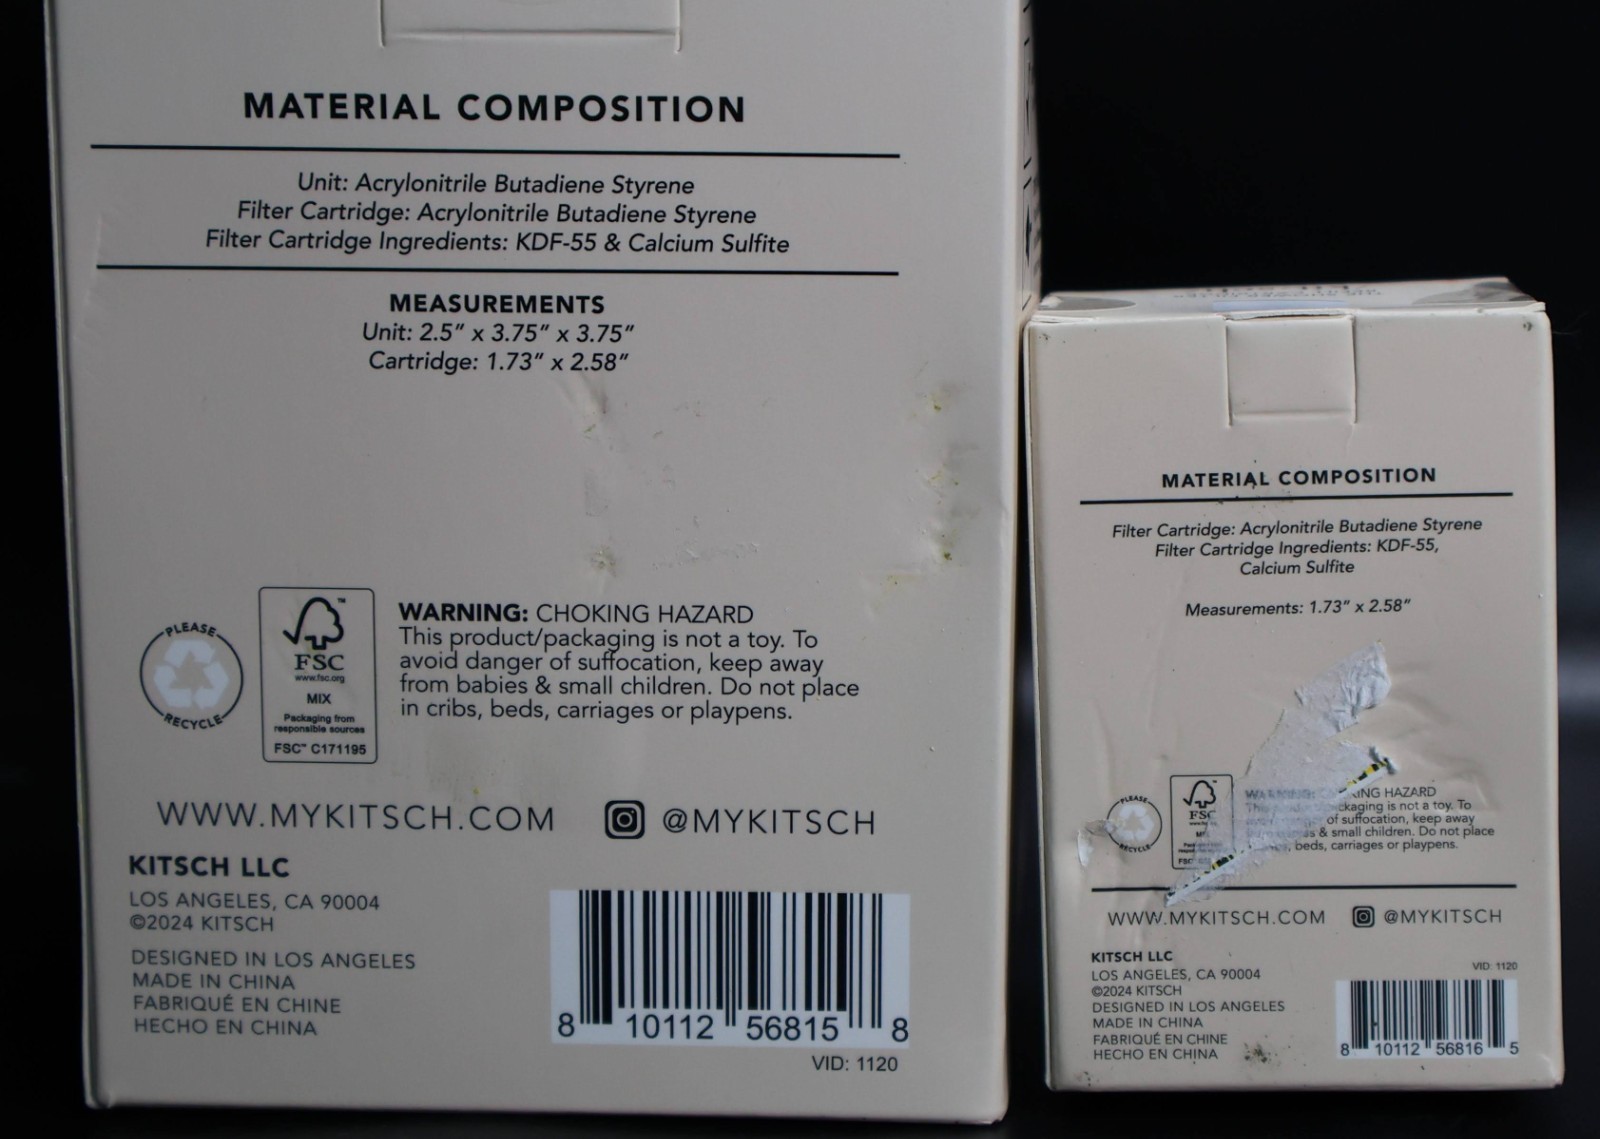 MATERIAL COMPOSITION
Unit: Acrylonitrile Butadiene Styrene
Filter Cartridge: Acrylonitrile Butadiene Styrene
Filter Cartridge Ingredients: KDF-55 & Calcium Sulfite
MEASUREMENTS
Unit: 2.5” x 3.75” x 3.75”
Cartridge: 1.73” x 2.58”
PLEASE
RECYCLE
™
FSC
www.fsc.org
MIX
Packaging from
responsible sources
FSC™ C171195
WARNING: CHOKING HAZARD
This product/packaging is not a toy. To
avoid danger of suffocation, keep away
from babies & small children. Do not place
in cribs, beds, carriages or playpens.
WWW.MYKITSCH.COM @MYKITSCH
KITSCH LLC
LOS ANGELES, CA 90004
©2024 KITSCH
DESIGNED IN LOS ANGELES
MADE IN CHINA
FABRIQUÉ EN CHINE
HECHO EN CHINA
8 10112 56815 8
VID: 1120
MATERIAL COMPOSITION
Filter Cartridge: Acrylonitrile Butadiene Styrene
Filter Cartridge Ingredients: KDF-55,
Calcium Sulfite
Measurements: 1.73” x 2.58”
PLEASE
RECYCLE
FSC
WARNING: HAZARD
is not a toy. To
of suffocation, keep away
& small children. Do not place
beds, carriages or playpens.
WWW.MYKITSCH.COM @MYKITSCH
KITSCH LLC
LOS ANGELES, CA 90004
©2024 KITSCH
DESIGNED IN LOS ANGELES
MADE IN CHINA
FABRIQUÉ EN CHINE
HECHO EN CHINA
VID: 1120
8 10112 56816 5